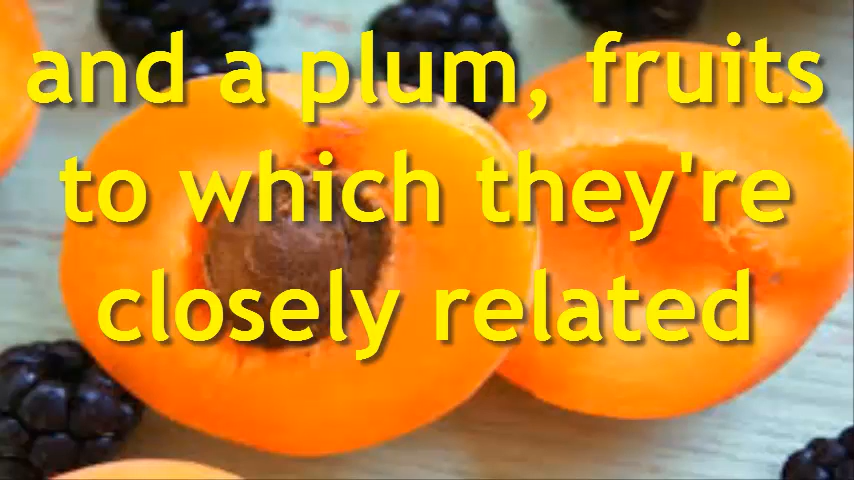 and a plum, fruits
to which they're
closely related